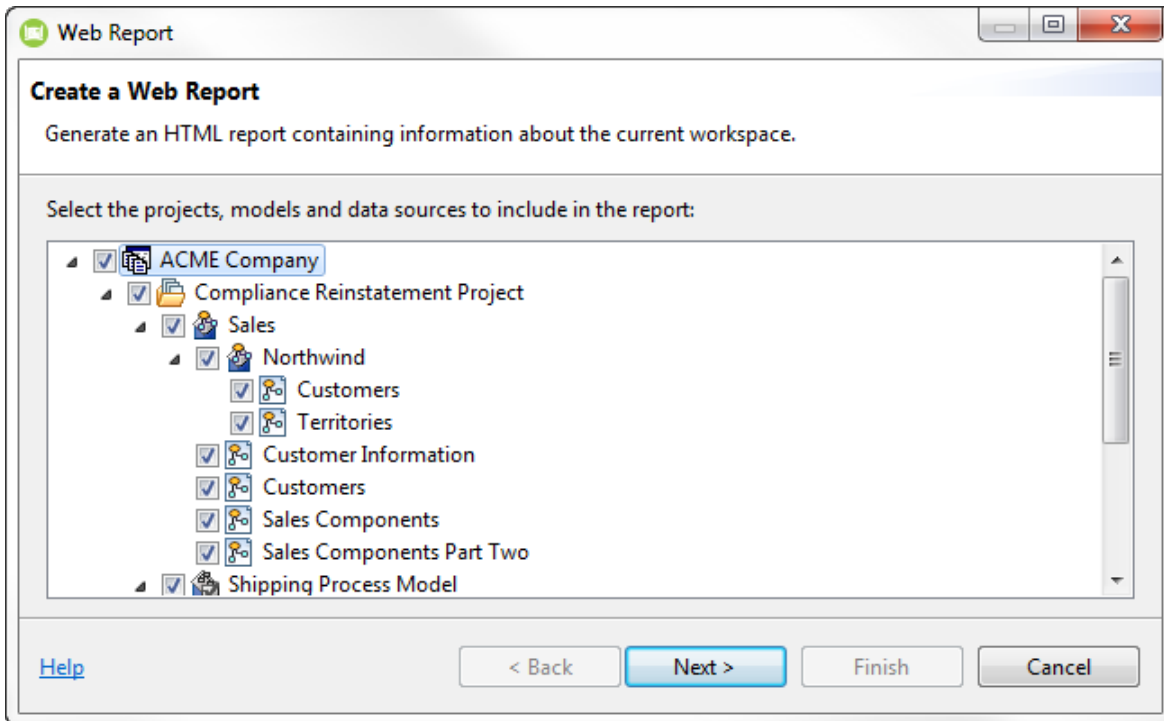 Web Report
Create a Web Report
Generate an HTML report containing information about the current workspace.
Select the projects, models and data sources to include in the report:
ACME Company
Compliance Reinstatement Project
Sales
Northwind
Customers
Territories
Customer Information
Customers
Sales Components
Sales Components Part Two
Shipping Process Model
Help < Back Next > Finish Cancel